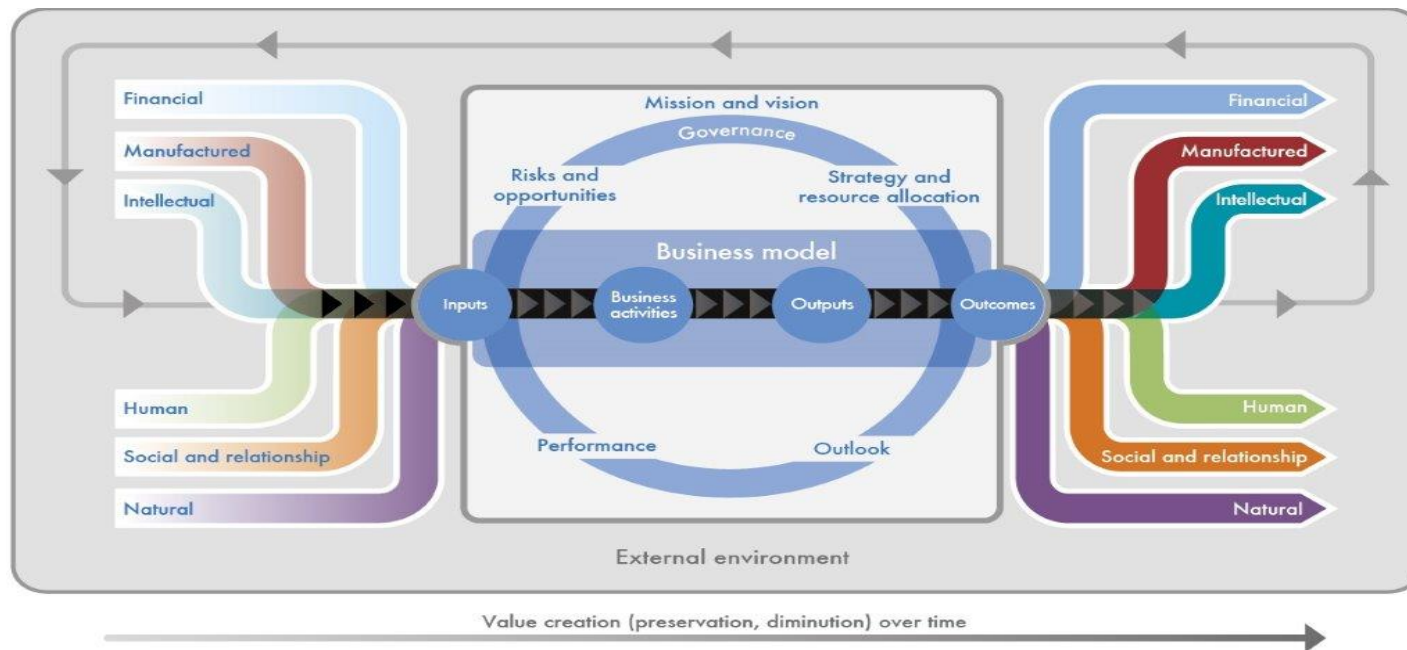 Financial
Manufactured
Intellectual
Human
Social and relationship
Natural
Mission and vision
Governance
Risks and
opportunities
Strategy and
resource allocation
Business model
Inputs
Business
activities
Outputs
Outcomes
Performance
Outlook
Financial
Manufactured
Intellectual
Human
Social and relationship
Natural
External environment
Value creation (preservation, diminution) over time